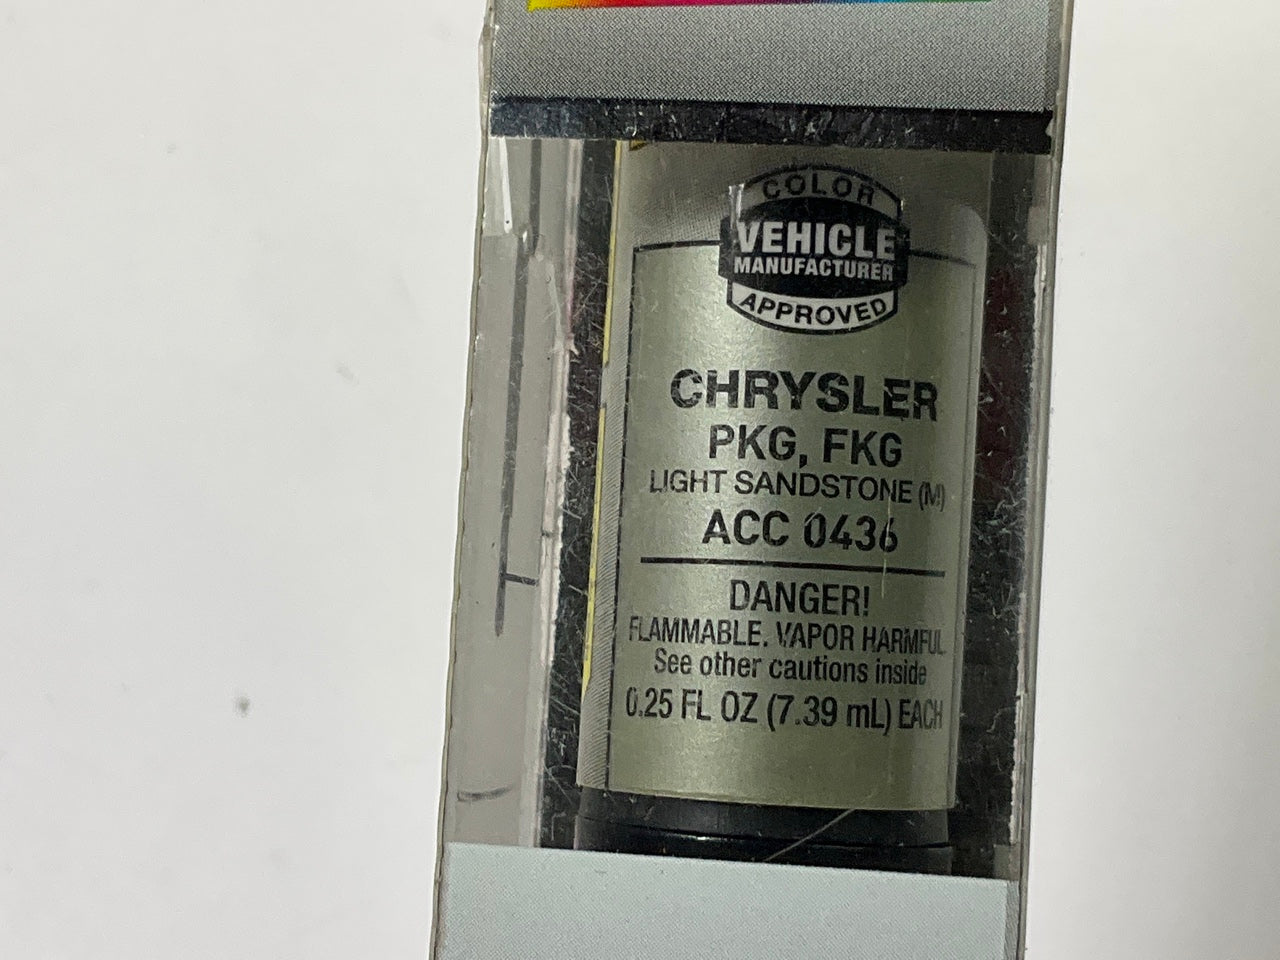 COLOR
VEHICLE
MANUFACTURER
APPROVED
CHRYSLER
PKG, FKG
LIGHT SANDSTONE (M)
ACC 0436
DANGER!
FLAMMABLE. VAPOR HARMFUL
See other cautions inside
0.25 FL OZ (7.39 mL) EACH